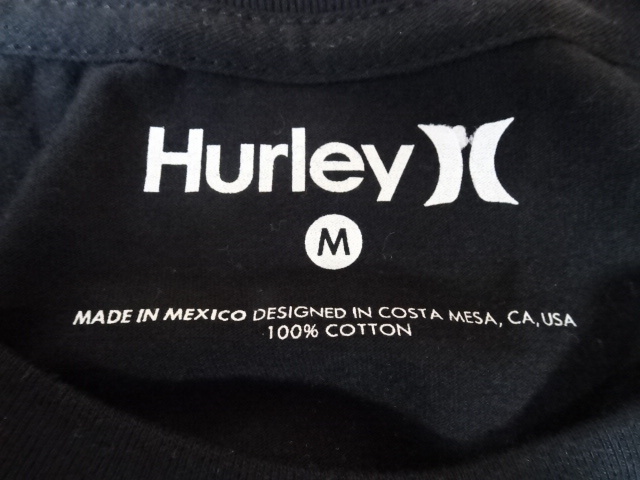 Hurley
M
MADE IN MEXICO DESIGNED IN COSTA MESA, CA, USA
100% COTTON